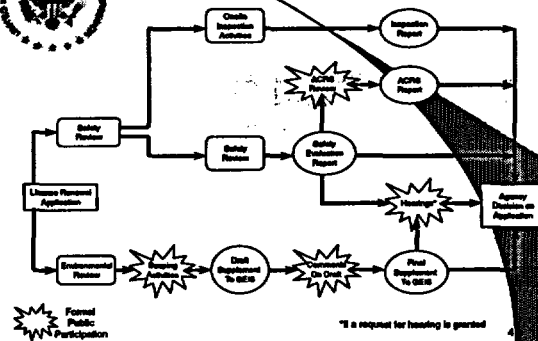 Onsite
Inspection
Activities
Inspection
Report
ACRS
Review
ACRS
Report
Safety
Review
Safety
Review
Safety
Evaluation
Report
License Renewal
Application
Hearings*
Agency
Decision on
Application
Environmental
Review
Scoping
Activities
Draft
Supplement
To GEIS
Comments
On Draft
Final
Supplement
To GEIS
Formal
Public
Participation
*If a request for hearing is granted
4